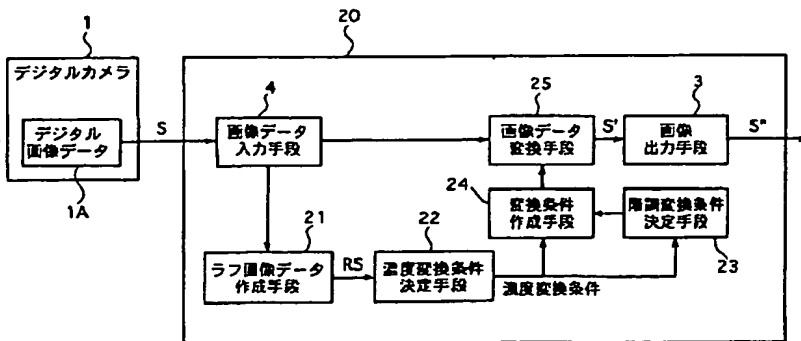 1
デジタルカメラ
デジタル
画像データ
1A
S
20
4
画像データ
入力手段
25
画像データ
変換手段
S'
3
画像
出力手段
S"
24
変換条件
作成手段
階調変換条件
決定手段
23
21
ラフ画像データ
作成手段
RS
22
濃度変換条件
決定手段
濃度変換条件